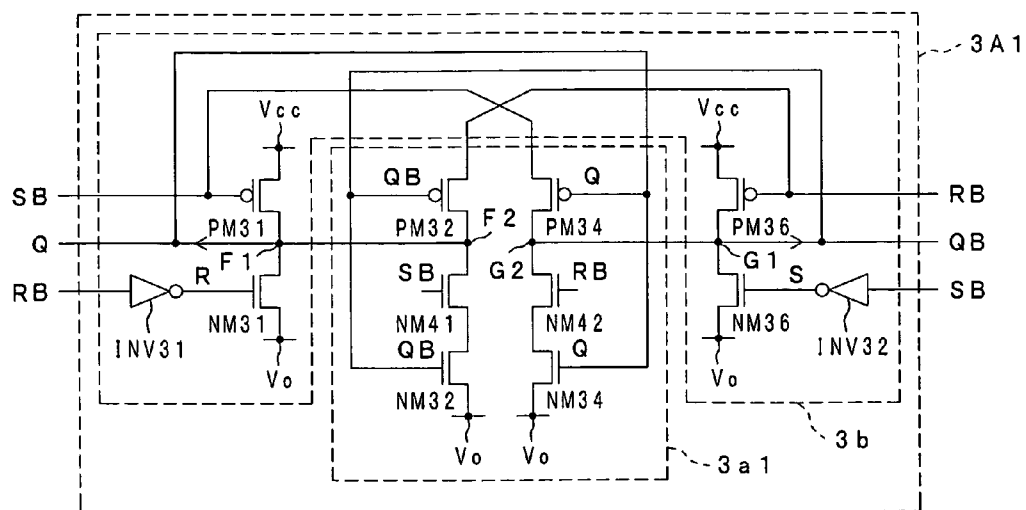 3A1
Vcc
Vcc
SB
QB
Q
RB
PM31
PM32
F2
PM34
PM36
Q
F1
G2
G1
QB
RB
R
SB
RB
S
SB
NM31
NM41
NM42
NM36
INV31
QB
Q
INV32
Vo
NM32
NM34
Vo
3b
Vo
Vo
3a1